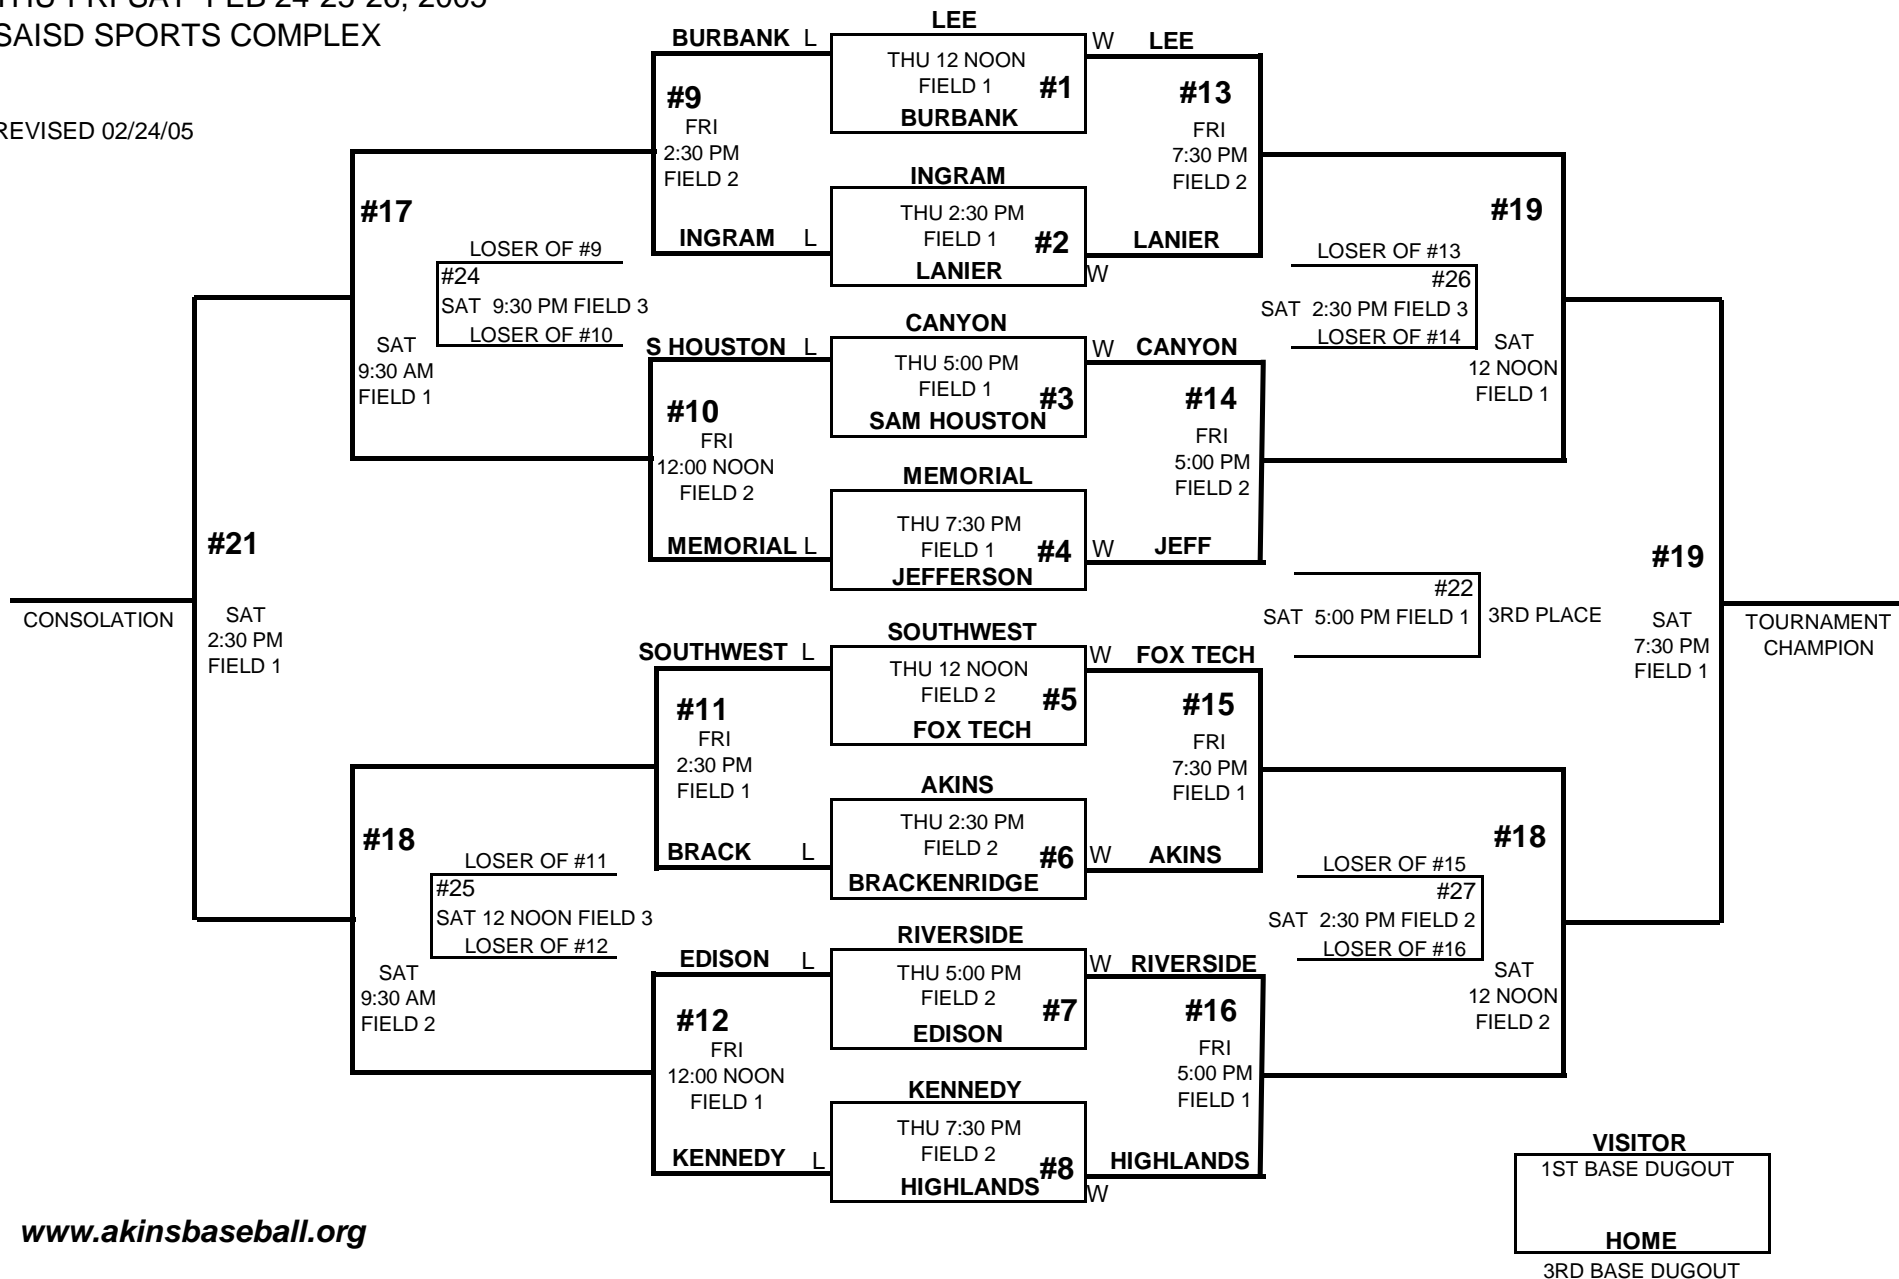 THU FRI SAT FEB 24-25-26, 2005
SAISD SPORTS COMPLEX
REVISED 02/24/05
BURBANK L
#9
FRI
2:30 PM
FIELD 2
INGRAM L
#17
SAT
9:30 AM
FIELD 1
LOSER OF #9
#24
SAT 9:30 PM FIELD 3
LOSER OF #10
S HOUSTON L
#10
FRI
12:00 NOON
FIELD 2
MEMORIAL L
#21
SAT
2:30 PM
FIELD 1
CONSOLATION
SOUTHWEST L
#11
FRI
2:30 PM
FIELD 1
BRACK L
#18
SAT
9:30 AM
FIELD 2
LOSER OF #11
#25
SAT 12 NOON FIELD 3
LOSER OF #12
EDISON L
#12
FRI
12:00 NOON
FIELD 1
KENNEDY L
LEE
THU 12 NOON
FIELD 1 #1
BURBANK
INGRAM
THU 2:30 PM
FIELD 1 #2
LANIER
CANYON
THU 5:00 PM
FIELD 1 #3
SAM HOUSTON
MEMORIAL
THU 7:30 PM
FIELD 1 #4
JEFFERSON
SOUTHWEST
THU 12 NOON
FIELD 2 #5
FOX TECH
AKINS
THU 2:30 PM
FIELD 2 #6
BRACKENRIDGE
RIVERSIDE
THU 5:00 PM
FIELD 2 #7
EDISON
KENNEDY
THU 7:30 PM
FIELD 2 #8
HIGHLANDS
W LEE
#13
FRI
7:30 PM
FIELD 2
LANIER
W
W CANYON
#14
FRI
5:00 PM
FIELD 2
W JEFF
W FOX TECH
#15
FRI
7:30 PM
FIELD 1
W AKINS
W RIVERSIDE
#16
FRI
5:00 PM
FIELD 1
HIGHLANDS
W
#19
LOSER OF #13
#26
SAT 2:30 PM FIELD 3
LOSER OF #14
SAT
12 NOON
FIELD 1
#22
SAT 5:00 PM FIELD 1
3RD PLACE
#19
SAT
7:30 PM
FIELD 1
TOURNAMENT
CHAMPION
#18
LOSER OF #15
#27
SAT 2:30 PM FIELD 2
LOSER OF #16
SAT
12 NOON
FIELD 2
VISITOR
1ST BASE DUGOUT
HOME
3RD BASE DUGOUT
www.akinsbaseball.org